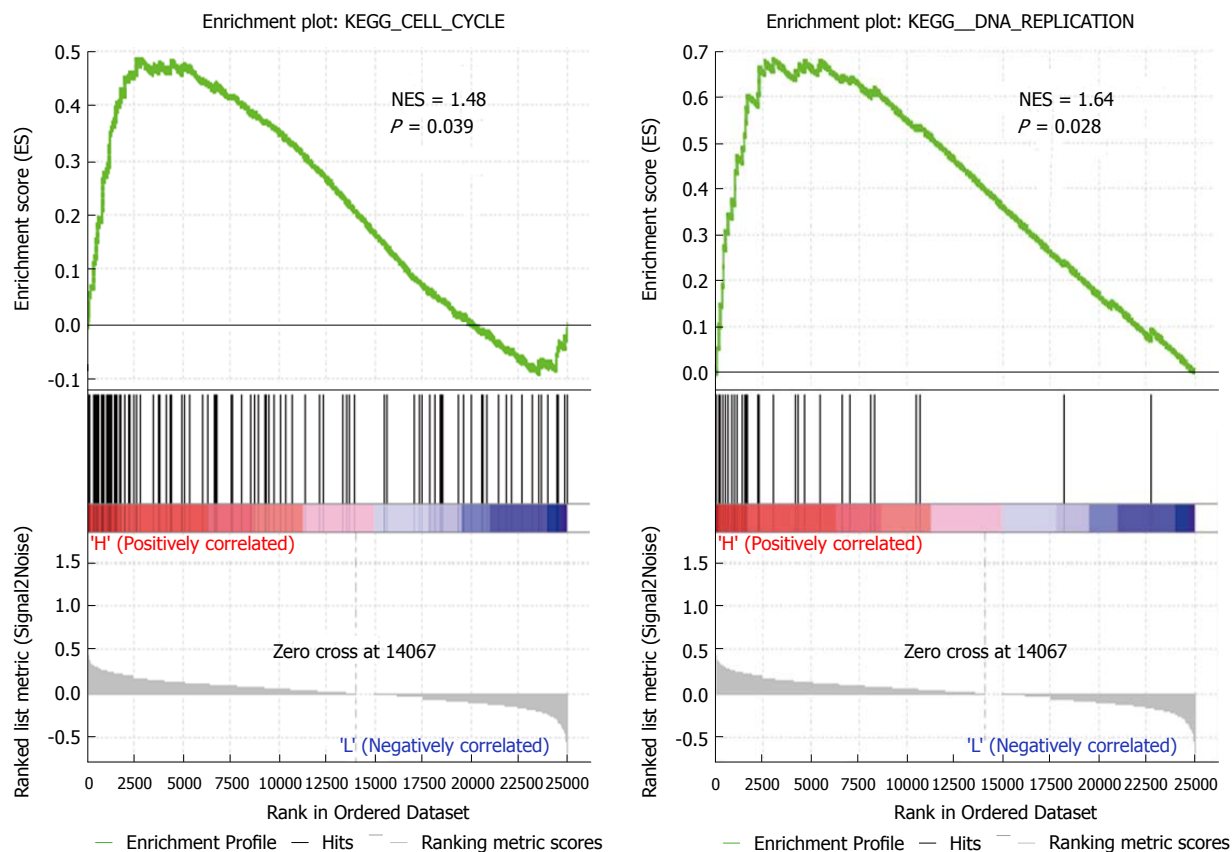 Enrichment plot: KEGG_CELL_CYCLE
0.5
0.4
0.3
0.2
0.1
0.0
-0.1
Enrichment score (ES)
NES = 1.48
P = 0.039
'H' (Positively correlated)
1.5
1.0
0.5
0.0
-0.5
Ranked list metric (Signal2Noise)
Zero cross at 14067
'L' (Negatively correlated)
0 2500 5000 7500 10000 12500 15000 17500 20000 22500 25000
Rank in Ordered Dataset
Enrichment Profile Hits Ranking metric scores
Enrichment plot: KEGG__DNA_REPLICATION
0.7
0.6
0.5
0.4
0.3
0.2
0.1
0.0
Enrichment score (ES)
NES = 1.64
P = 0.028
'H' (Positively correlated)
1.5
1.0
0.5
0.0
-0.5
Ranked list metric (Signal2Noise)
Zero cross at 14067
'L' (Negatively correlated)
0 2500 5000 7500 10000 12500 15000 17500 20000 22500 25000
Rank in Ordered Dataset
Enrichment Profile Hits Ranking metric scores